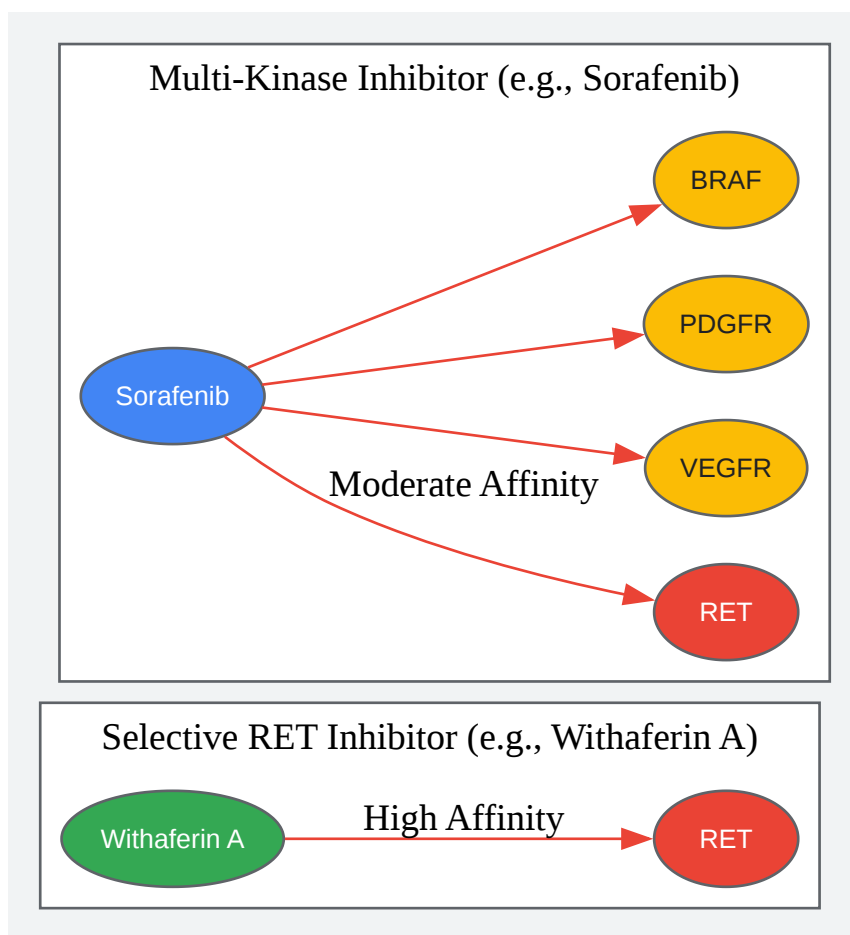 Multi-Kinase Inhibitor (e.g., Sorafenib)
BRAF
PDGFR
Sorafenib
VEGFR
Moderate Affinity
RET
Selective RET Inhibitor (e.g., Withaferin A)
High Affinity
Withaferin A
RET